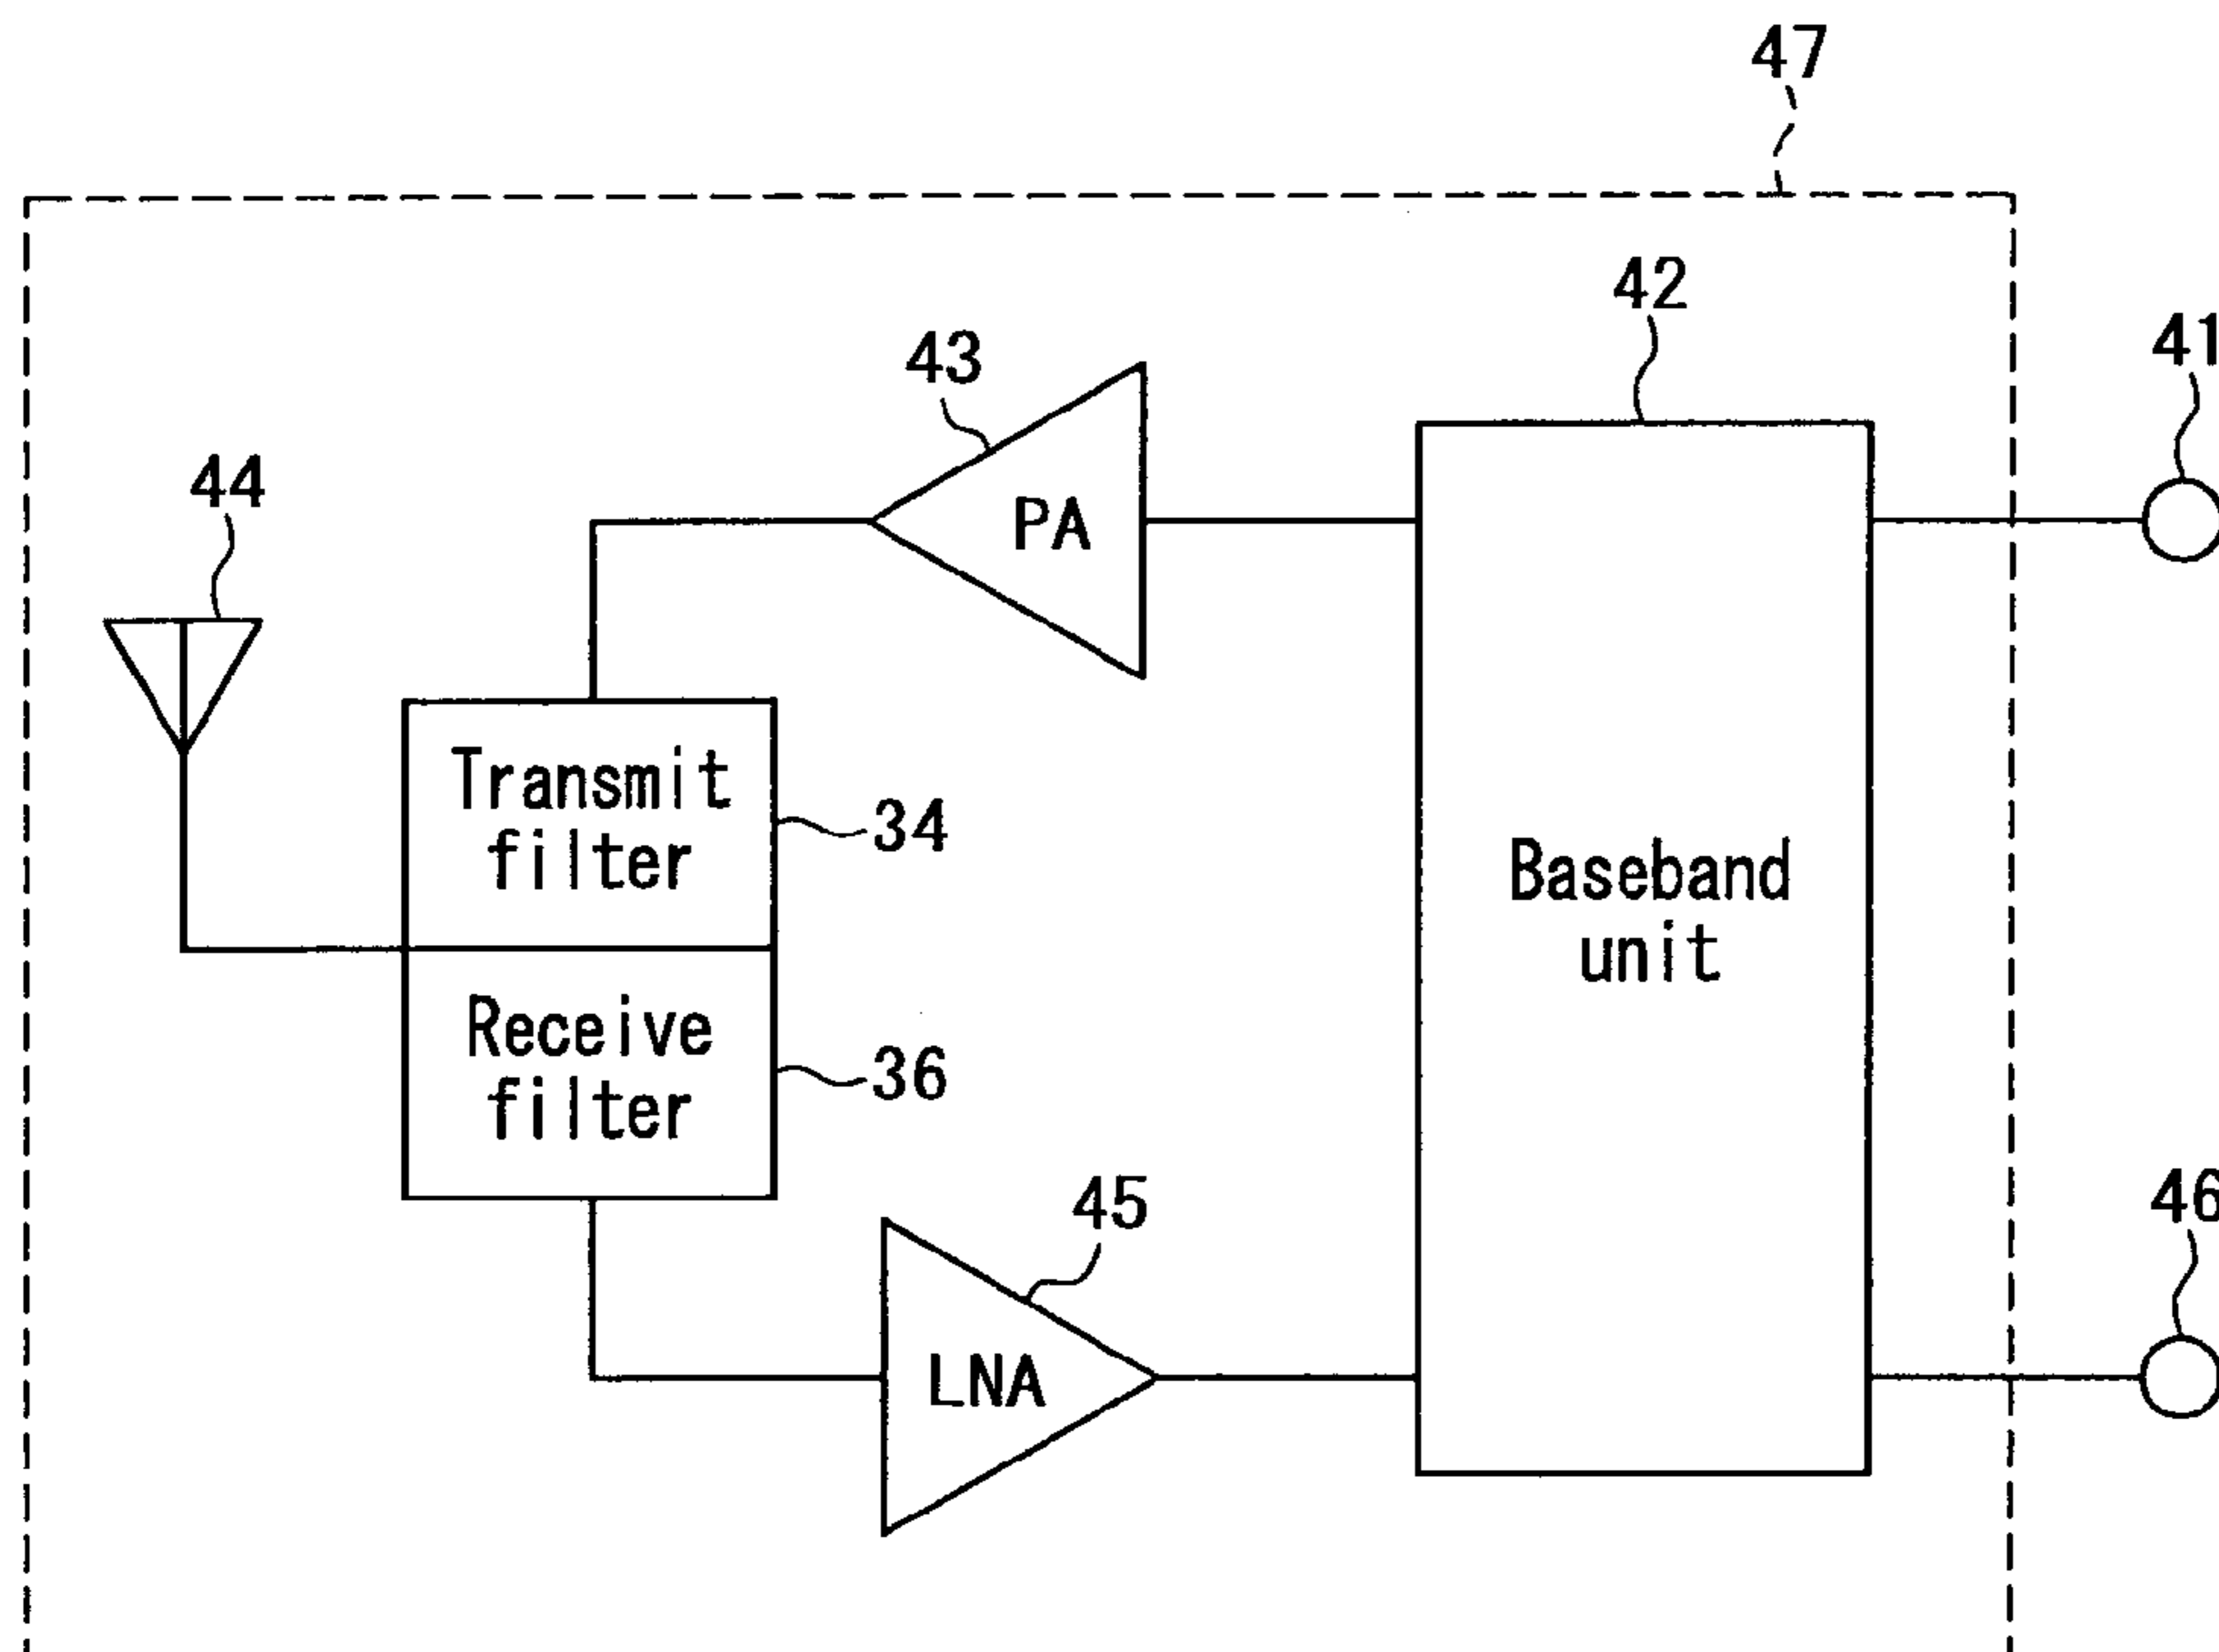 47
42
41
43
44
PA
Transmit
filter
34
Baseband
unit
Receive
filter
36
45
46
LNA